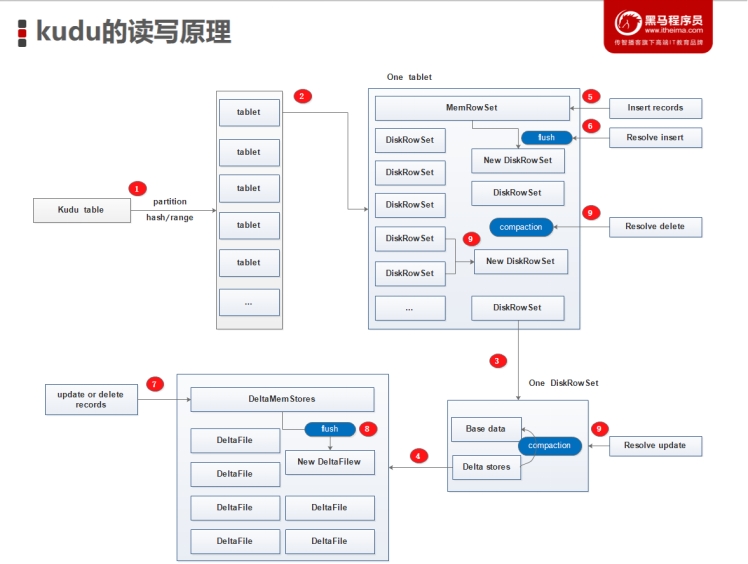 kudu的读写原理
黑马程序员
www.itheima.com
传智播客旗下高端IT教育品牌
One tablet
2
5
tablet
MemRowSet
Insert records
6
DiskRowSet
flush
Resolve insert
tablet
New DiskRowSet
DiskRowSet
1
tablet
DiskRowSet
Kudu table
partition
hash/range
DiskRowSet
9
tablet
compaction
Resolve delete
DiskRowSet
9
tablet
New DiskRowSet
DiskRowSet
...
...
DiskRowSet
3
One DiskRowSet
7
update or delete
records
DeltaMemStores
flush
8
Base data
9
DeltaFile
compaction
Resolve update
New DeltaFilew
4
Delta stores
DeltaFile
DeltaFile
DeltaFile
DeltaFile
DeltaFile